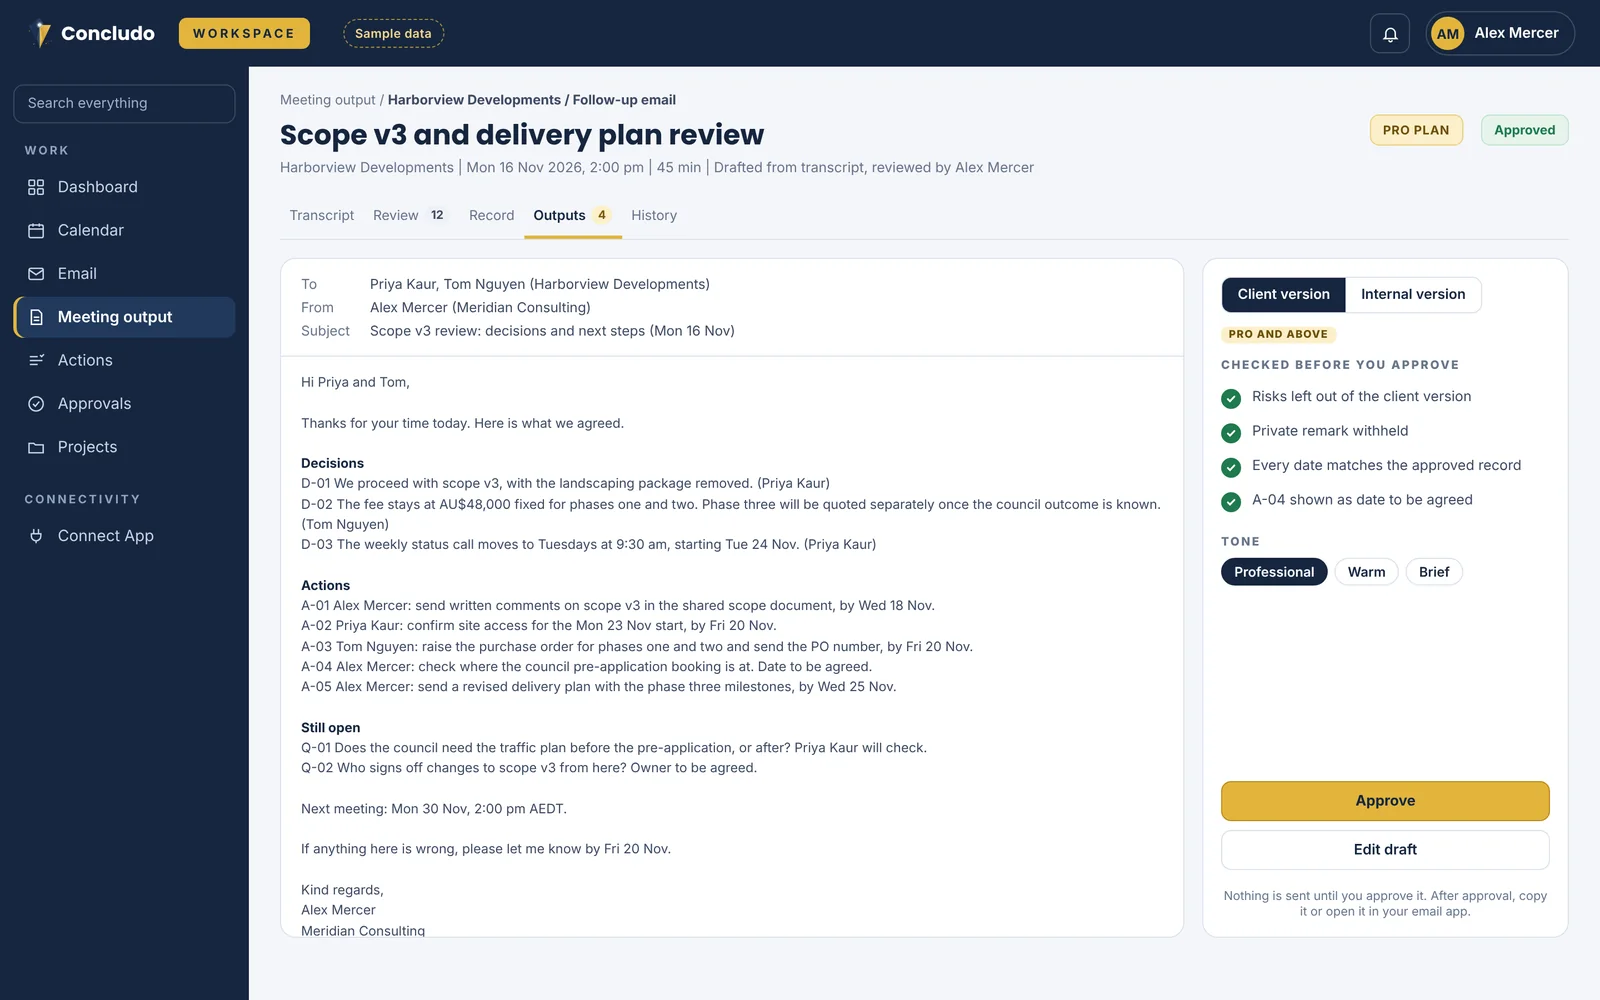 Concludo
WORKSPACE
Sample data
AM
Alex Mercer
Search everything
WORK
Dashboard
Calendar
Email
Meeting output
Actions
Approvals
Projects
CONNECTIVITY
Connect App
Meeting output / Harborview Developments / Follow-up email
Scope v3 and delivery plan review
PRO PLAN
Approved
Harborview Developments | Mon 16 Nov 2026, 2:00 pm | 45 min | Drafted from transcript, reviewed by Alex Mercer
Transcript
Review 12
Record
Outputs 4
History
To Priya Kaur, Tom Nguyen (Harborview Developments)
From Alex Mercer (Meridian Consulting)
Subject Scope v3 review: decisions and next steps (Mon 16 Nov)
Hi Priya and Tom,
Thanks for your time today. Here is what we agreed.
Decisions
D-01 We proceed with scope v3, with the landscaping package removed. (Priya Kaur)
D-02 The fee stays at AU$48,000 fixed for phases one and two. Phase three will be quoted separately once the council outcome is known.
(Tom Nguyen)
D-03 The weekly status call moves to Tuesdays at 9:30 am, starting Tue 24 Nov. (Priya Kaur)
Actions
A-01 Alex Mercer: send written comments on scope v3 in the shared scope document, by Wed 18 Nov.
A-02 Priya Kaur: confirm site access for the Mon 23 Nov start, by Fri 20 Nov.
A-03 Tom Nguyen: raise the purchase order for phases one and two and send the PO number, by Fri 20 Nov.
A-04 Alex Mercer: check where the council pre-application booking is at. Date to be agreed.
A-05 Alex Mercer: send a revised delivery plan with the phase three milestones, by Wed 25 Nov.
Still open
Q-01 Does the council need the traffic plan before the pre-application, or after? Priya Kaur will check.
Q-02 Who signs off changes to scope v3 from here? Owner to be agreed.
Next meeting: Mon 30 Nov, 2:00 pm AEDT.
If anything here is wrong, please let me know by Fri 20 Nov.
Kind regards,
Alex Mercer
Meridian Consulting
Client version
Internal version
PRO AND ABOVE
CHECKED BEFORE YOU APPROVE
Risks left out of the client version
Private remark withheld
Every date matches the approved record
A-04 shown as date to be agreed
TONE
Professional
Warm
Brief
Approve
Edit draft
Nothing is sent until you approve it. After approval, copy
it or open it in your email app.